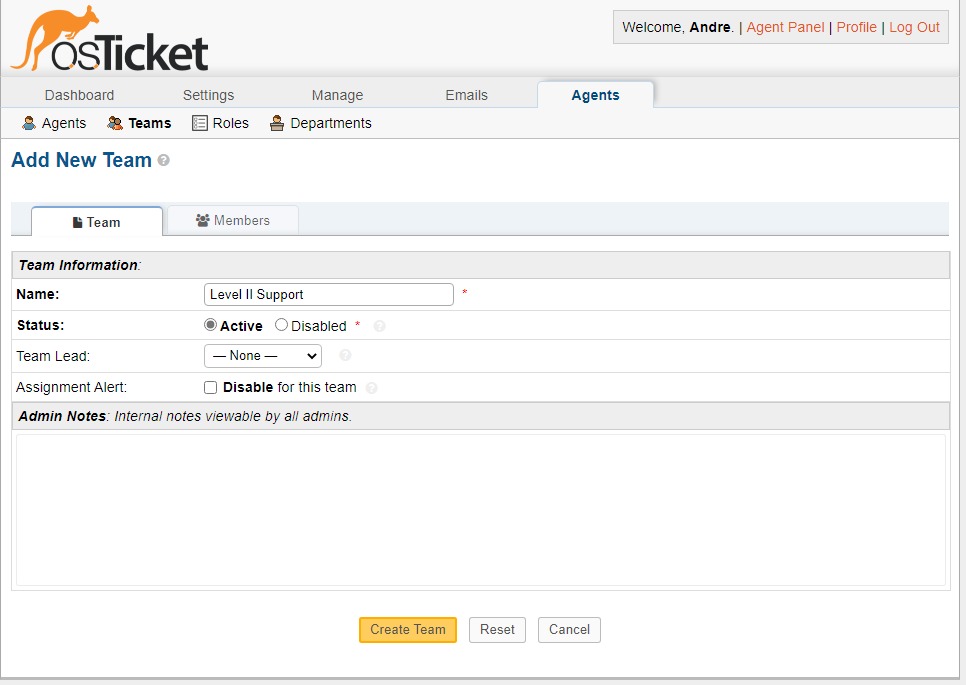 osTicket
Welcome, Andre. | Agent Panel | Profile | Log Out
Dashboard Settings Manage Emails Agents
Agents Teams Roles Departments
Add New Team ?
Team Members
Team Information:
Name: Level II Support *
Status: Active Disabled * ?
Team Lead: — None — ?
Assignment Alert: Disable for this team ?
Admin Notes: Internal notes viewable by all admins.
Create Team Reset Cancel